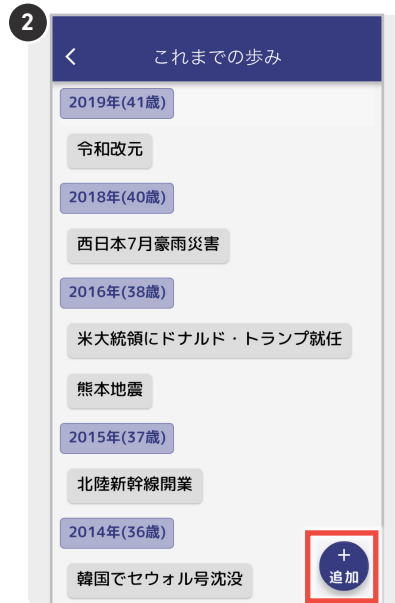 2
これまでの歩み
2019年(41歳)
令和改元
2018年(40歳)
西日本7月豪雨災害
2016年(38歳)
米大統領にドナルド・トランプ就任
熊本地震
2015年(37歳)
北陸新幹線開業
2014年(36歳)
韓国でセウォル号沈没
+
追加